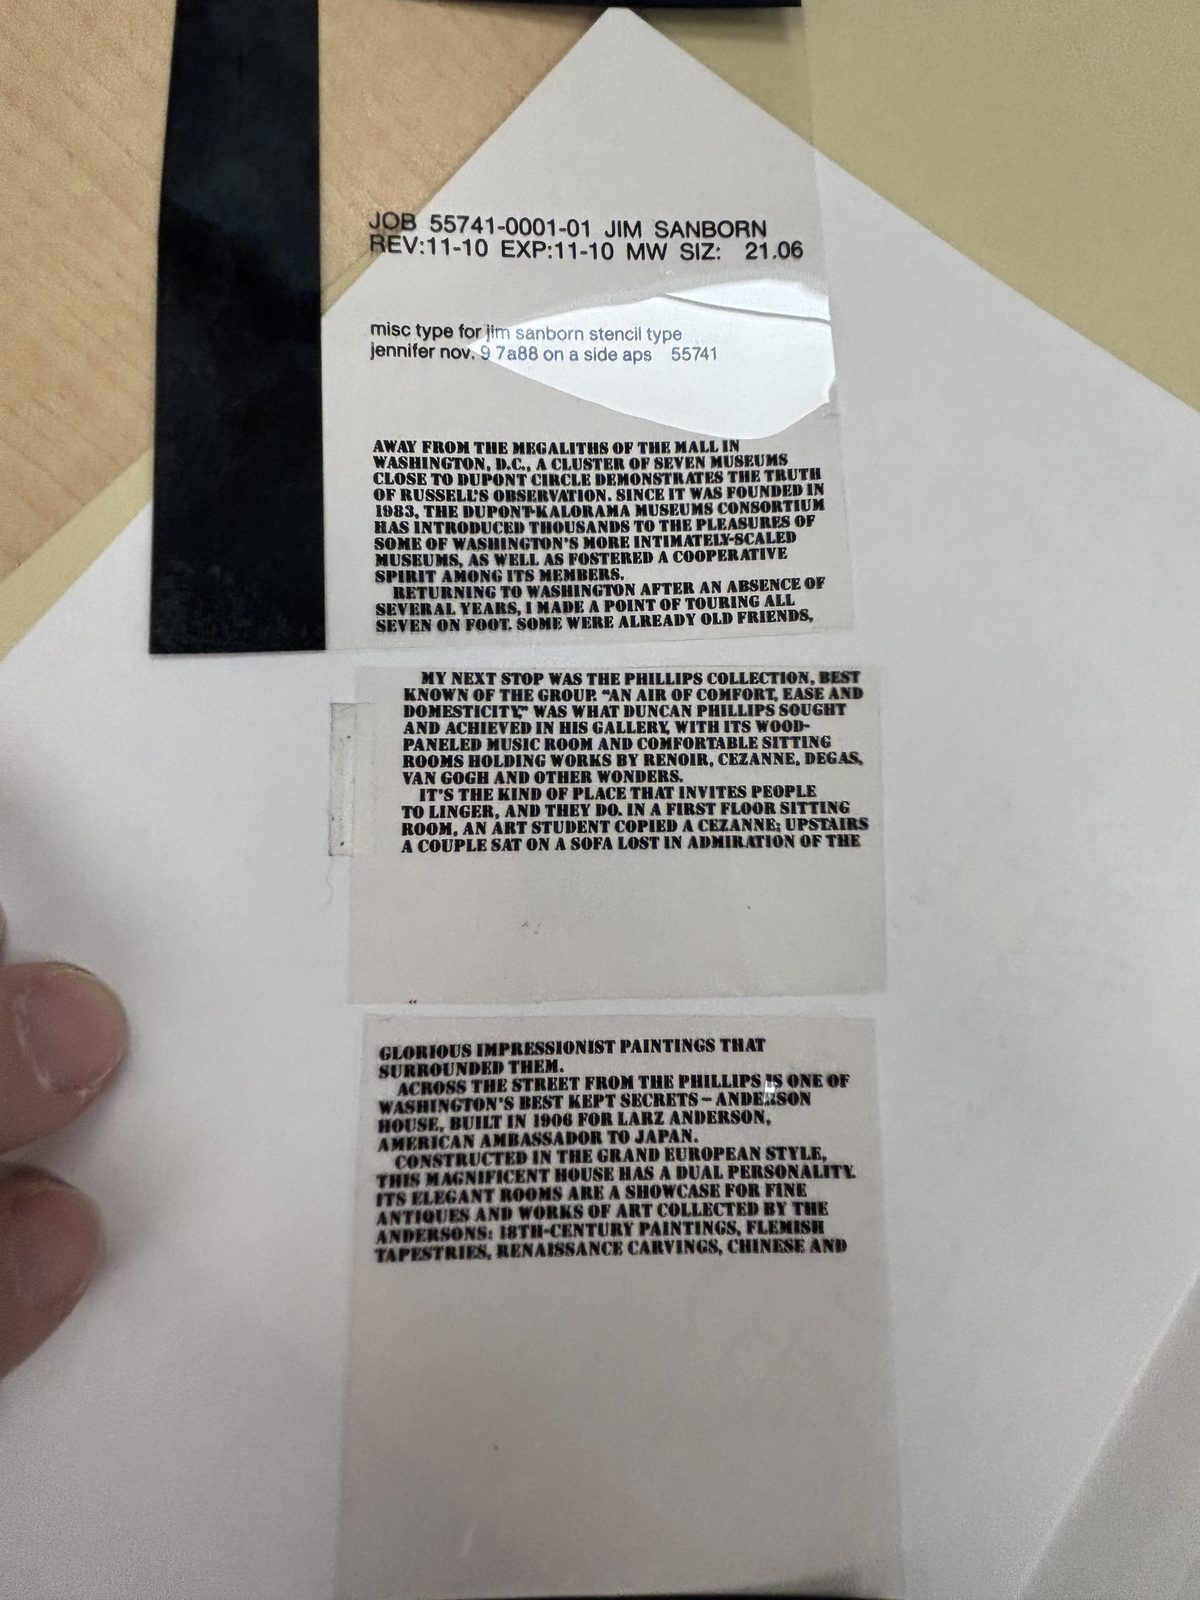 JOB 55741-0001-01 JIM SANBORN
REV:11-10 EXP:11-10 MW SIZ: 21.06
misc type for jim sanborn stencil type
jennifer nov. 9 7a88 on a side aps 55741
AWAY FROM THE MEGALITHS OF THE MALL IN
WASHINGTON, D.C., A CLUSTER OF SEVEN MUSEUMS
CLOSE TO DUPONT CIRCLE DEMONSTRATES THE TRUTH
OF RUSSELL'S OBSERVATION. SINCE IT WAS FOUNDED IN
1983, THE DUPONT-KALORAMA MUSEUMS CONSORTIUM
HAS INTRODUCED THOUSANDS TO THE PLEASURES OF
SOME OF WASHINGTON'S MORE INTIMATELY-SCALED
MUSEUMS, AS WELL AS FOSTERED A COOPERATIVE
SPIRIT AMONG ITS MEMBERS.
RETURNING TO WASHINGTON AFTER AN ABSENCE OF
SEVERAL YEARS, I MADE A POINT OF TOURING ALL
SEVEN ON FOOT. SOME WERE ALREADY OLD FRIENDS,
MY NEXT STOP WAS THE PHILLIPS COLLECTION, BEST
KNOWN OF THE GROUP. "AN AIR OF COMFORT, EASE AND
DOMESTICITY," WAS WHAT DUNCAN PHILLIPS SOUGHT
AND ACHIEVED IN HIS GALLERY, WITH ITS WOOD-
PANELED MUSIC ROOM AND COMFORTABLE SITTING
ROOMS HOLDING WORKS BY RENOIR, CEZANNE, DEGAS,
VAN GOGH AND OTHER WONDERS.
IT'S THE KIND OF PLACE THAT INVITES PEOPLE
TO LINGER, AND THEY DO. IN A FIRST FLOOR SITTING
ROOM, AN ART STUDENT COPIED A CEZANNE; UPSTAIRS
A COUPLE SAT ON A SOFA LOST IN ADMIRATION OF THE
GLORIOUS IMPRESSIONIST PAINTINGS THAT
SURROUNDED THEM.
ACROSS THE STREET FROM THE PHILLIPS IS ONE OF
WASHINGTON'S BEST KEPT SECRETS – ANDERSON
HOUSE, BUILT IN 1906 FOR LARZ ANDERSON,
AMERICAN AMBASSADOR TO JAPAN.
CONSTRUCTED IN THE GRAND EUROPEAN STYLE,
THIS MAGNIFICENT HOUSE HAS A DUAL PERSONALITY.
ITS ELEGANT ROOMS ARE A SHOWCASE FOR FINE
ANTIQUES AND WORKS OF ART COLLECTED BY THE
ANDERSONS: 18TH-CENTURY PAINTINGS, FLEMISH
TAPESTRIES, RENAISSANCE CARVINGS, CHINESE AND